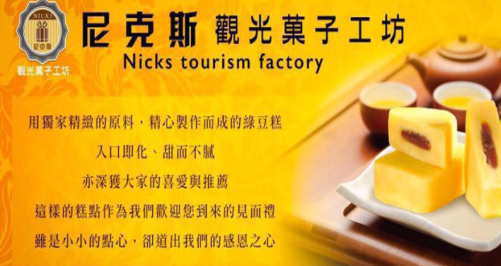 NICKS
尼克斯
觀光菓子工坊
尼克斯 觀光菓子工坊
Nicks tourism factory
用獨家精緻的原料，精心製作而成的綠豆糕
入口即化、甜而不膩
亦深獲大家的喜愛與推薦
這樣的糕點作為我們歡迎您到來的見面禮
雖是小小的點心，卻道出我們的感恩之心